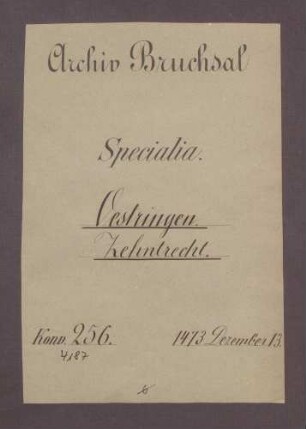 Archiv Bruchsal
Specialia.
Oestringen.
Zehntrecht.
Konv. 256. 1473 Dezember 13.
4187